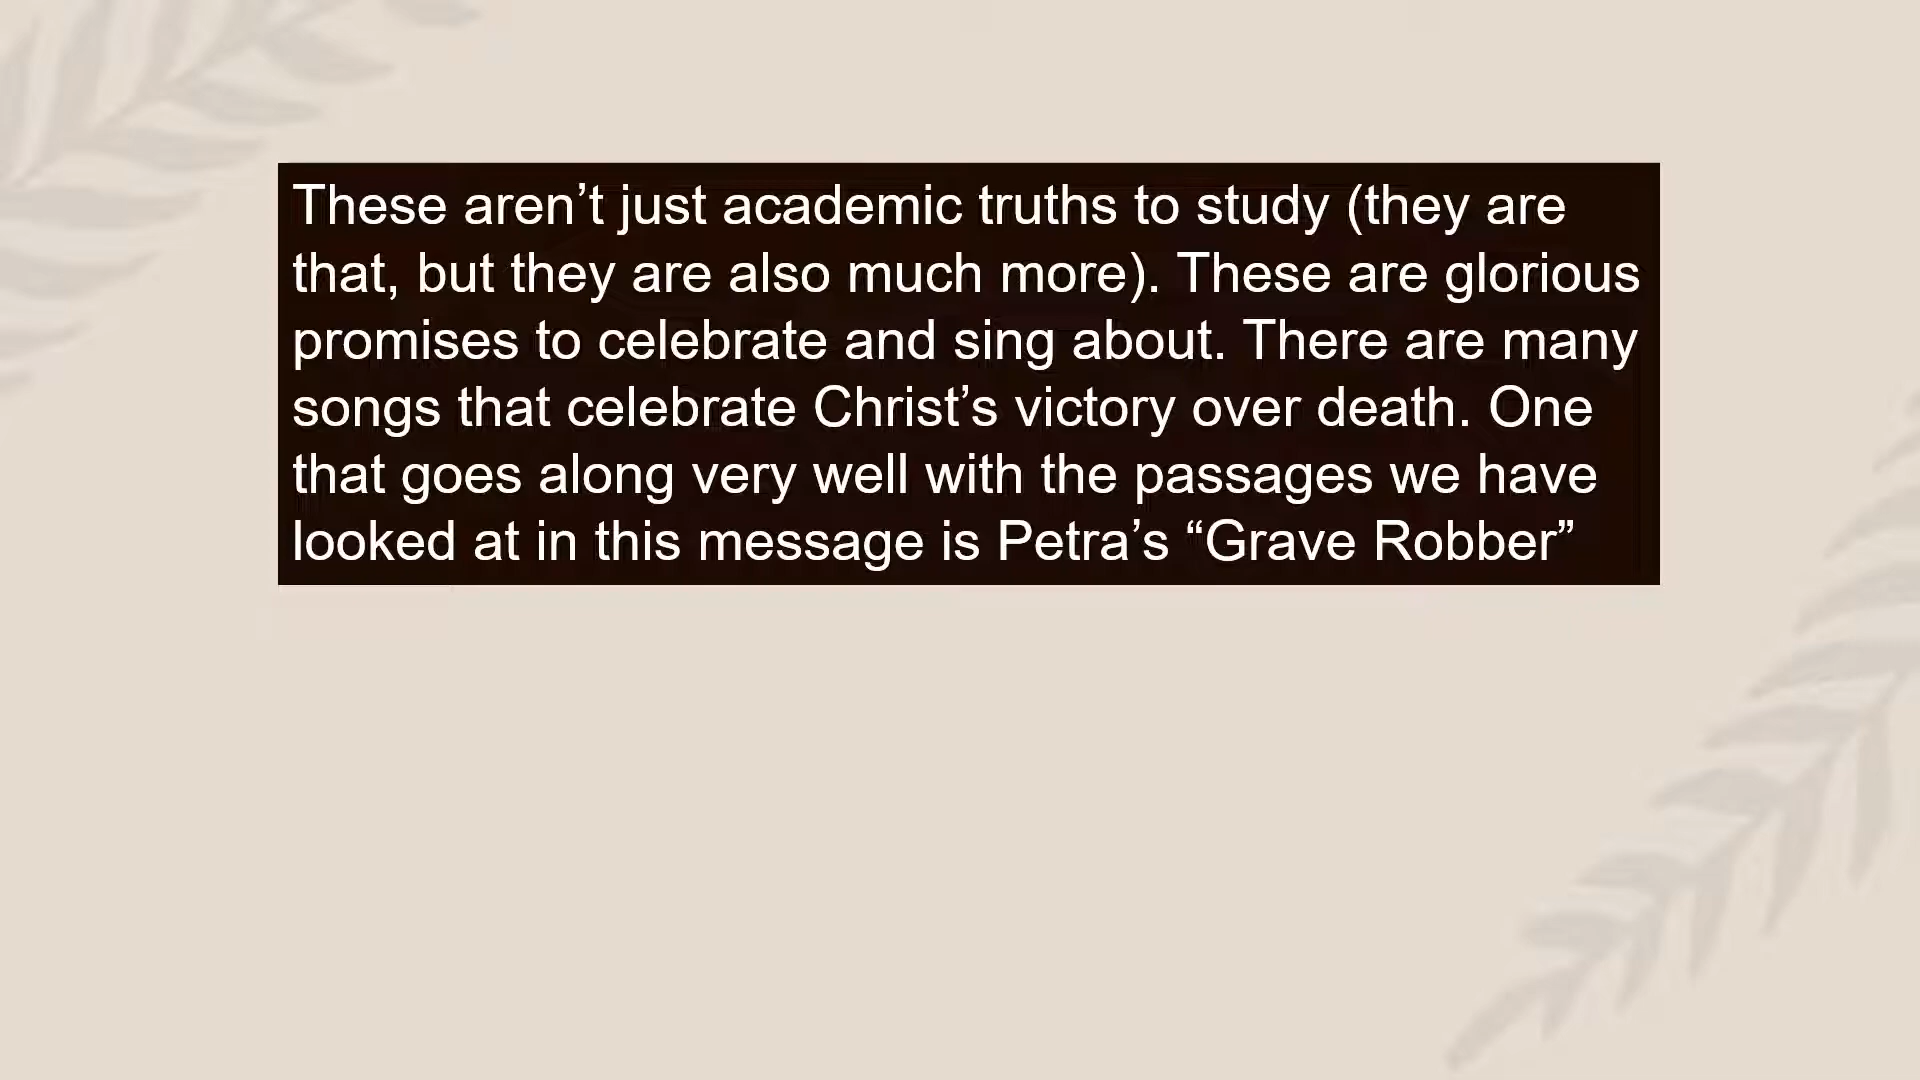 These aren’t just academic truths to study (they are
that, but they are also much more). These are glorious
promises to celebrate and sing about. There are many
songs that celebrate Christ’s victory over death. One
that goes along very well with the passages we have
looked at in this message is Petra’s “Grave Robber”